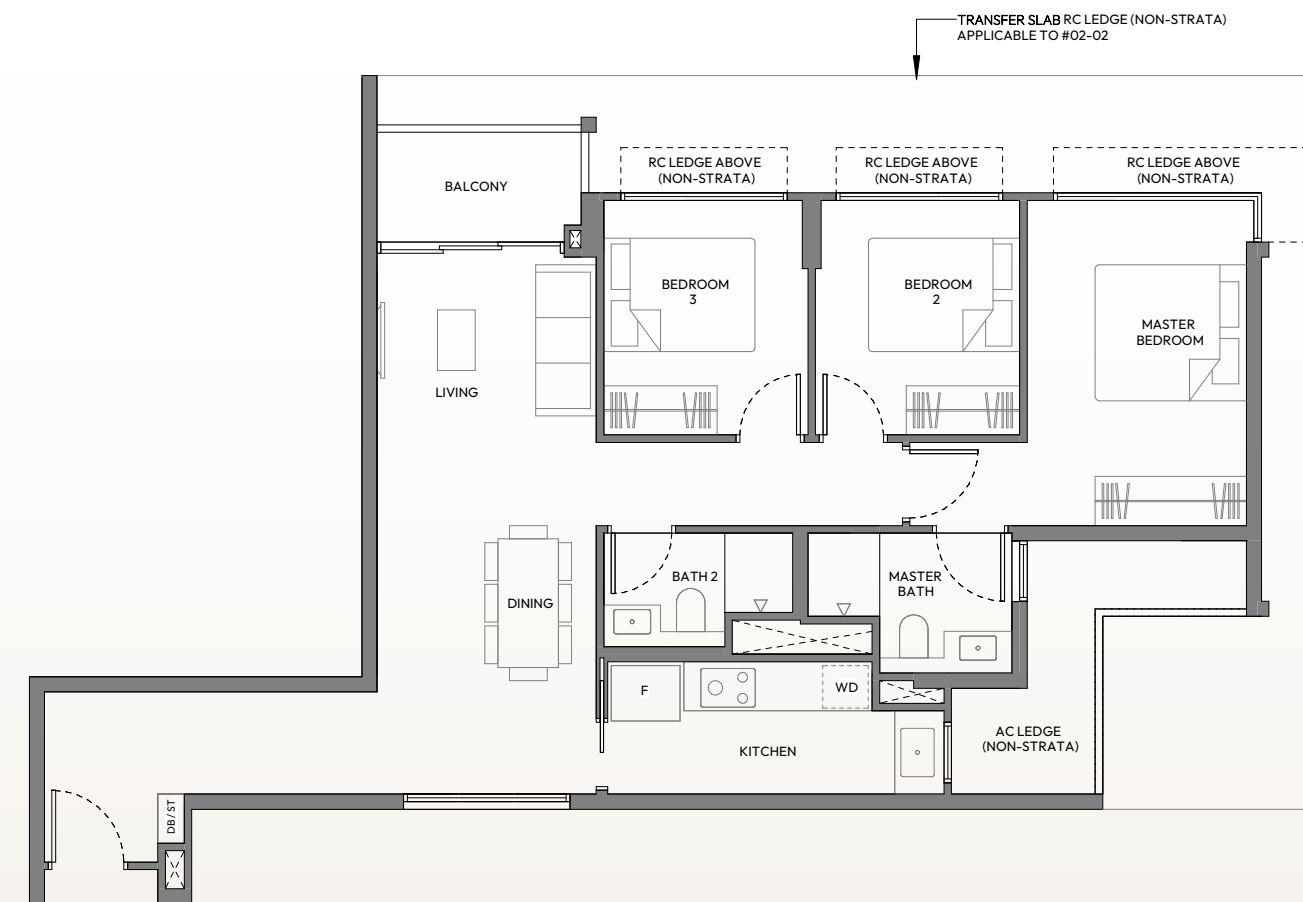 TRANSFER SLAB RC LEDGE (NON-STRATA)
APPLICABLE TO #02-02
RC LEDGE ABOVE
(NON-STRATA)
RC LEDGE ABOVE
(NON-STRATA)
RC LEDGE ABOVE
(NON-STRATA)
BALCONY
BEDROOM
3
BEDROOM
2
MASTER
BEDROOM
LIVING
DINING
BATH 2
MASTER
BATH
F
WD
KITCHEN
AC LEDGE
(NON-STRATA)
DB/ST